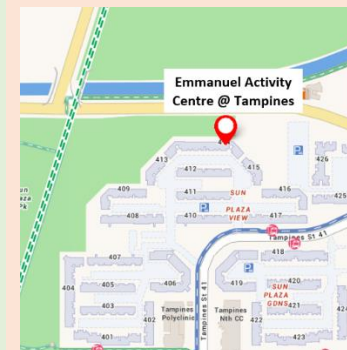 Emmanuel Activity
Centre @ Tampines
413
412
415
426
409
411
SUN
416
425
408
410
PLAZA
VIEW
417
Tampines St 41
418
407
419
405
406
420
404
SUN
PLAZA
GDNS
421
403
402
Tampines
Polyclinic
Tampines St 41
Tampines
Nth CC
422
424
401
423